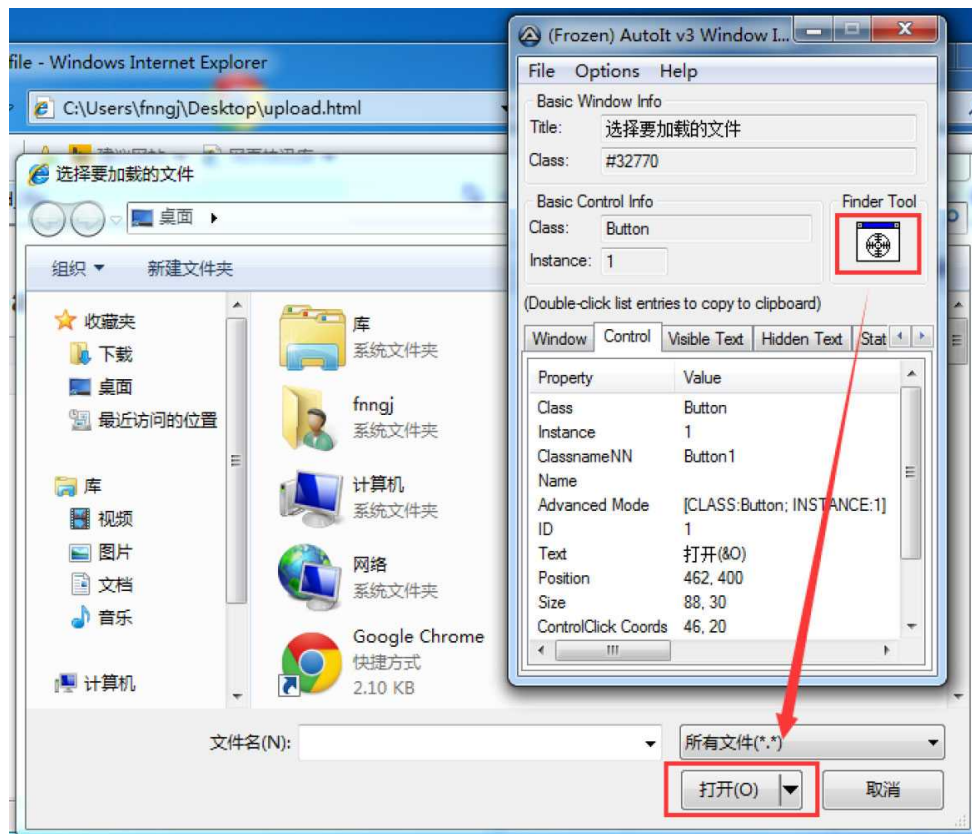 file - Windows Internet Explorer
C:\Users\fnngj\Desktop\upload.html
选择要加载的文件
桌面
组织
新建文件夹
收藏夹
下载
桌面
最近访问的位置
库
视频
图片
文档
音乐
计算机
库
系统文件夹
fnngj
系统文件夹
计算机
系统文件夹
网络
系统文件夹
Google Chrome
快捷方式
2.10 KB
文件名(N):
所有文件(*.*)
打开(O)
取消
(Frozen) AutoIt v3 Window I...
File Options Help
Basic Window Info
Title: 选择要加载的文件
Class: #32770
Basic Control Info
Class: Button
Instance: 1
Finder Tool
(Double-click list entries to copy to clipboard)
Window Control Visible Text Hidden Text Stat
Property Value
Class Button
Instance 1
ClassnameNN Button1
Name
Advanced Mode [CLASS:Button; INSTANCE:1]
ID 1
Text 打开(&O)
Position 462, 400
Size 88, 30
ControlClick Coords 46, 20